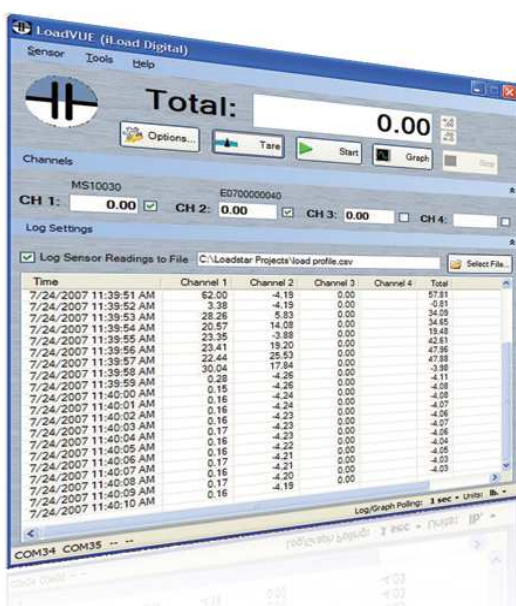 LoadVUE (iLoad Digital)
Sensor Tools Help
Total: 0.00
Options... Tare Start Graph Stop
Channels
MS10030 E0700000040
CH 1: 0.00 CH 2: 0.00 CH 3: 0.00 CH 4:
Log Settings
Log Sensor Readings to File C:\Loadstar Projects\load profile.csv Select File...
Time Channel 1 Channel 2 Channel 3 Channel 4 Total
7/24/2007 11:39:51 AM 62.00 -4.19 0.00 57.81
7/24/2007 11:39:52 AM 3.38 -4.19 0.00 -0.81
7/24/2007 11:39:53 AM 28.26 5.83 0.00 34.09
7/24/2007 11:39:54 AM 20.57 14.08 0.00 34.65
7/24/2007 11:39:55 AM 23.35 -3.88 0.00 19.48
7/24/2007 11:39:56 AM 23.41 19.20 0.00 42.61
7/24/2007 11:39:57 AM 22.44 25.53 0.00 47.96
7/24/2007 11:39:58 AM 30.04 17.84 0.00 47.88
7/24/2007 11:39:59 AM 0.28 -4.26 0.00 -3.98
7/24/2007 11:40:00 AM 0.15 -4.26 0.00 -4.11
7/24/2007 11:40:01 AM 0.16 -4.24 0.00 -4.08
7/24/2007 11:40:02 AM 0.16 -4.24 0.00 -4.08
7/24/2007 11:40:03 AM 0.16 -4.23 0.00 -4.07
7/24/2007 11:40:04 AM 0.17 -4.23 0.00 -4.06
7/24/2007 11:40:05 AM 0.16 -4.23 0.00 -4.07
7/24/2007 11:40:06 AM 0.16 -4.22 0.00 -4.06
7/24/2007 11:40:07 AM 0.17 -4.21 0.00 -4.04
7/24/2007 11:40:08 AM 0.16 -4.21 0.00 -4.05
7/24/2007 11:40:09 AM 0.17 -4.20 0.00 -4.03
7/24/2007 11:40:10 AM 0.16 -4.19 0.00 -4.03
COM34 COM35 -- -- Log/Graph Polling: 1 sec Units: lb.